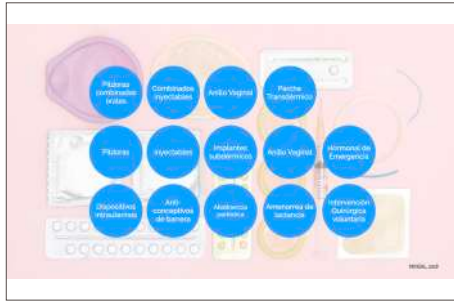 Píldoras
combinadas
orales
Combinados
inyectables
Anillo Vaginal
Parche
Transdérmico
Píldoras
Inyectables
Implantes
subdérmicos
Anillo Vaginal
Hormonal de
Emergencia
Dispositivos
intrauterinos
Anti-
conceptivos
de barrera
Abstinencia
periódica
Amenorrea de
lactancia
Intervención
Quirúrgica
voluntaria